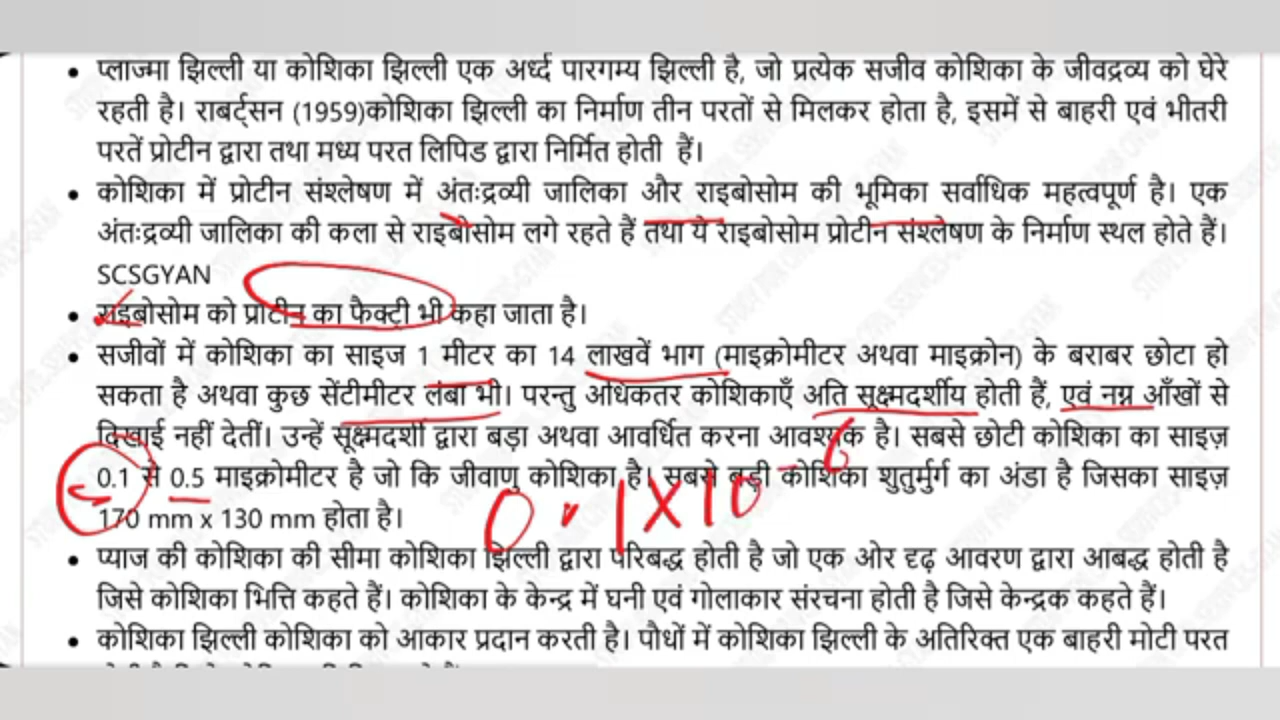 • प्लाज्मा झिल्ली या कोशिका झिल्ली एक अर्ध्द पारगम्य झिल्ली है, जो प्रत्येक सजीव कोशिका के जीवद्रव्य को घेरे
रहती है। राबर्ट्सन (1959)कोशिका झिल्ली का निर्माण तीन परतों से मिलकर होता है, इसमें से बाहरी एवं भीतरी
परतें प्रोटीन द्वारा तथा मध्य परत लिपिड द्वारा निर्मित होती हैं।
• कोशिका में प्रोटीन संश्लेषण में अंतःद्रव्यी जालिका और राइबोसोम की भूमिका सर्वाधिक महत्वपूर्ण है। एक
अंतःद्रव्यी जालिका की कला से राइबोसोम लगे रहते हैं तथा ये राइबोसोम प्रोटीन संश्लेषण के निर्माण स्थल होते हैं।
SCSGYAN
• राइबोसोम को प्रोटीन का फैक्ट्री भी कहा जाता है।
• सजीवों में कोशिका का साइज 1 मीटर का 14 लाखवें भाग (माइक्रोमीटर अथवा माइक्रोन) के बराबर छोटा हो
सकता है अथवा कुछ सेंटीमीटर लंबा भी। परन्तु अधिकतर कोशिकाएँ अति सूक्ष्मदर्शीय होती हैं, एवं नग्न आँखों से
दिखाई नहीं देतीं। उन्हें सूक्ष्मदर्शी द्वारा बड़ा अथवा आवर्धित करना आवश्यक है। सबसे छोटी कोशिका का साइज़
0.1 से 0.5 माइक्रोमीटर है जो कि जीवाणु कोशिका है। सबसे बड़ी कोशिका शुतुर्मुर्ग का अंडा है जिसका साइज़
0.1X10-6
170 mm x 130 mm होता है।
• प्याज की कोशिका की सीमा कोशिका झिल्ली द्वारा परिबद्ध होती है जो एक ओर दृढ़ आवरण द्वारा आबद्ध होती है
जिसे कोशिका भित्ति कहते हैं। कोशिका के केन्द्र में घनी एवं गोलाकार संरचना होती है जिसे केन्द्रक कहते हैं।
• कोशिका झिल्ली कोशिका को आकार प्रदान करती है। पौधों में कोशिका झिल्ली के अतिरिक्त एक बाहरी मोटी परत